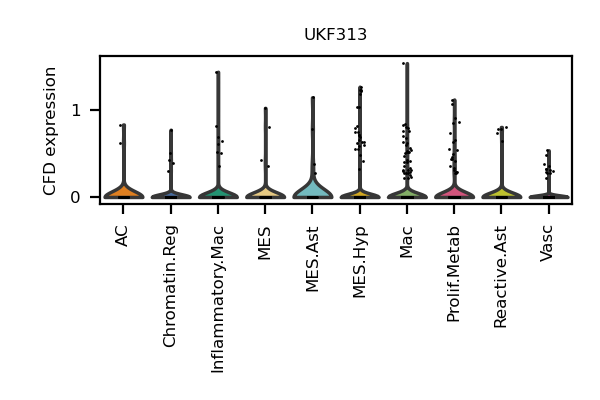 UKF313
CFD expression
1
0
AC
Chromatin.Reg
Inflammatory.Mac
MES
MES.Ast
MES.Hyp
Mac
Prolif.Metab
Reactive.Ast
Vasc